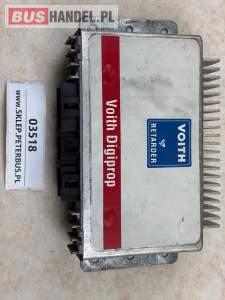 BUSHANDEL.PL
03518
WWW.SKLEP.PETERBUS.PL
Voith Digiprop
VOITH
RETARDER